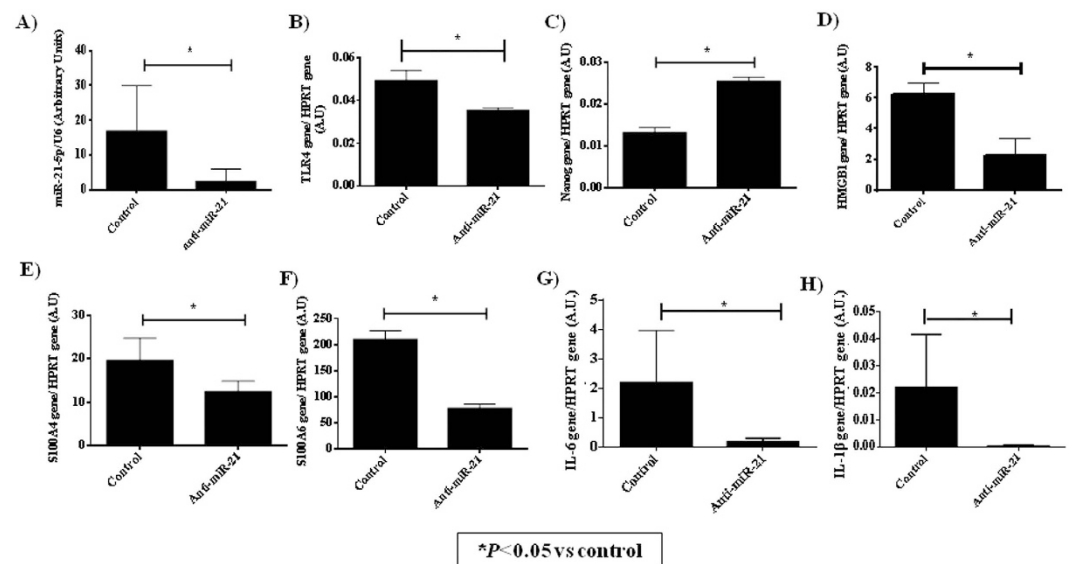 A)
miR-21-5p/U6 (Arbitrary Units)
40
30
20
10
0
*
Control
Anti-miR-21
B)
TLR4 gene/ HPRT gene
(A.U)
0.06
0.04
0.02
0.00
*
Control
Anti-miR-21
C)
Nanog gene/ HPRT gene (A.U)
0.03
0.02
0.01
0.00
*
Control
Anti-miR-21
D)
HMGB1 gene/ HPRT gene (A.U)
8
6
4
2
0
*
Control
Anti-miR-21
E)
S100A4 gene/ HPRT gene (A.U)
30
20
10
0
*
Control
Anti-miR-21
F)
S100A6 gene/ HPRT gene (A.U)
250
200
150
100
50
0
*
Control
Anti-miR-21
G)
IL-6 gene/HPRT gene (A.U.)
5
4
3
2
1
0
*
Control
Anti-miR-21
H)
IL-1β gene/HPRT gene (A.U.)
0.05
0.04
0.03
0.02
0.01
0.00
*
Control
Anti-miR-21
*P<0.05 vs control